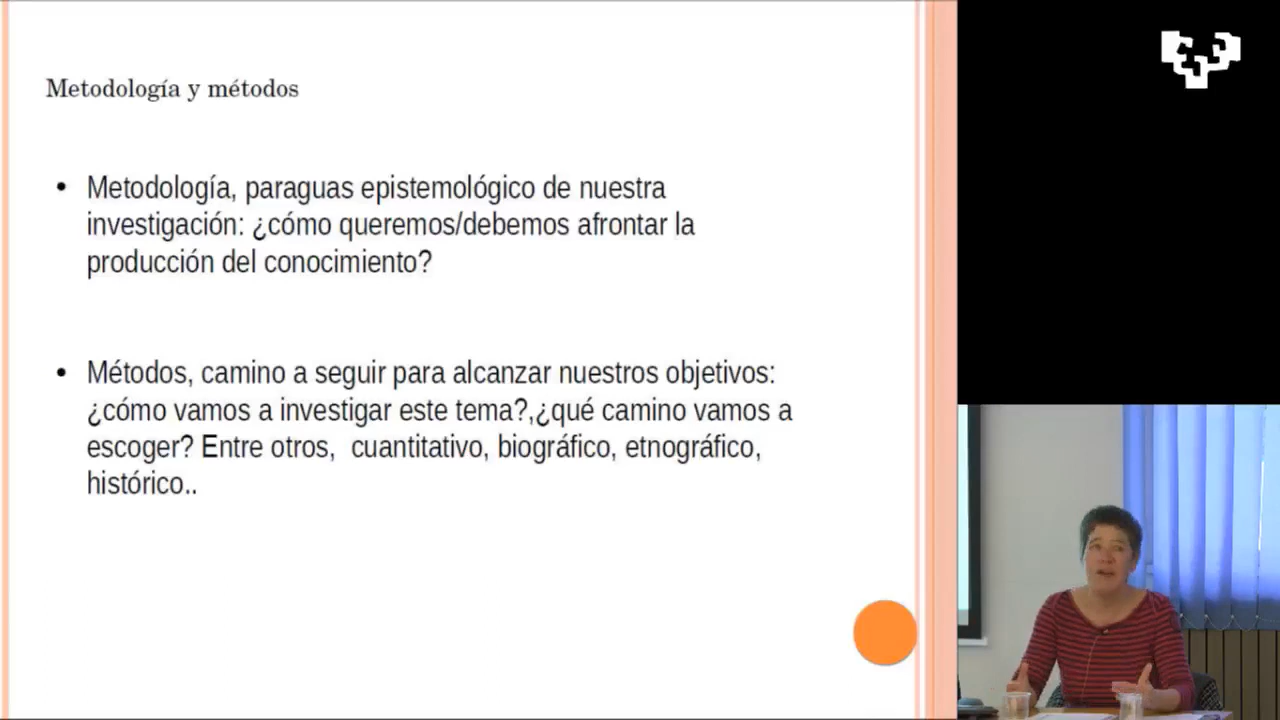 Metodología y métodos
• Metodología, paraguas epistemológico de nuestra
investigación: ¿cómo queremos/debemos afrontar la
producción del conocimiento?
• Métodos, camino a seguir para alcanzar nuestros objetivos:
¿cómo vamos a investigar este tema?,¿qué camino vamos a
escoger? Entre otros,  cuantitativo, biográfico, etnográfico,
histórico..